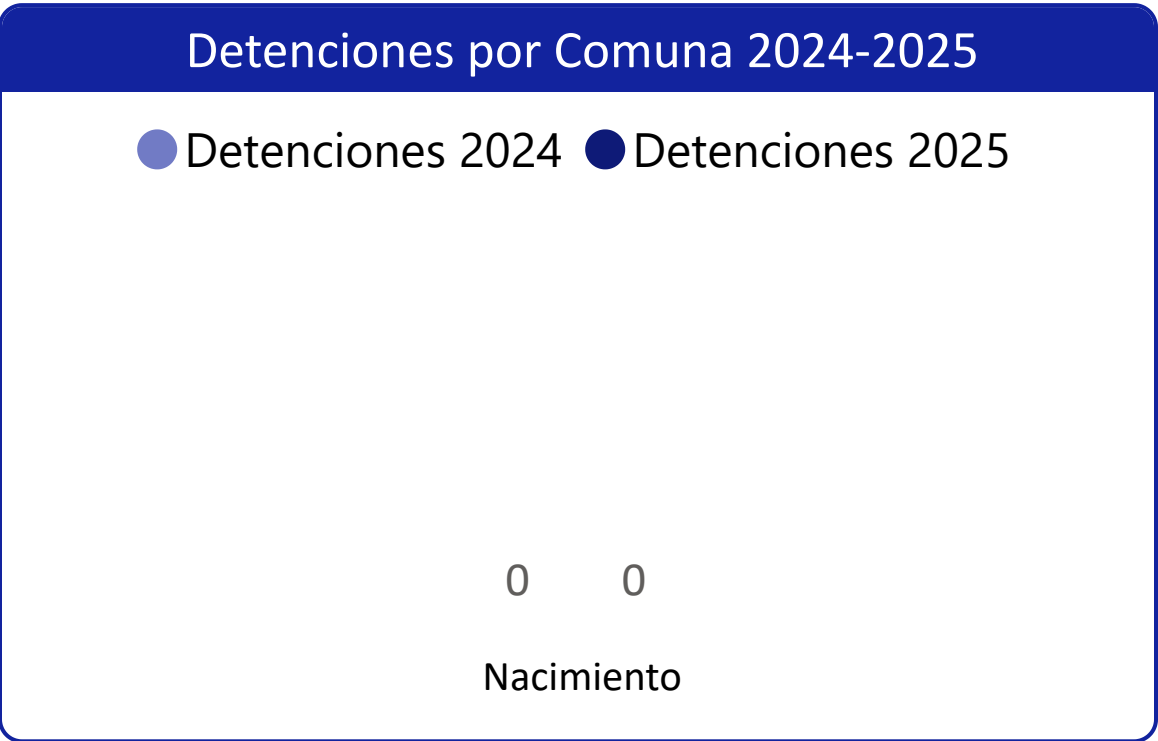 Detenciones por Comuna 2024-2025
Detenciones 2024 Detenciones 2025
0 0
Nacimiento